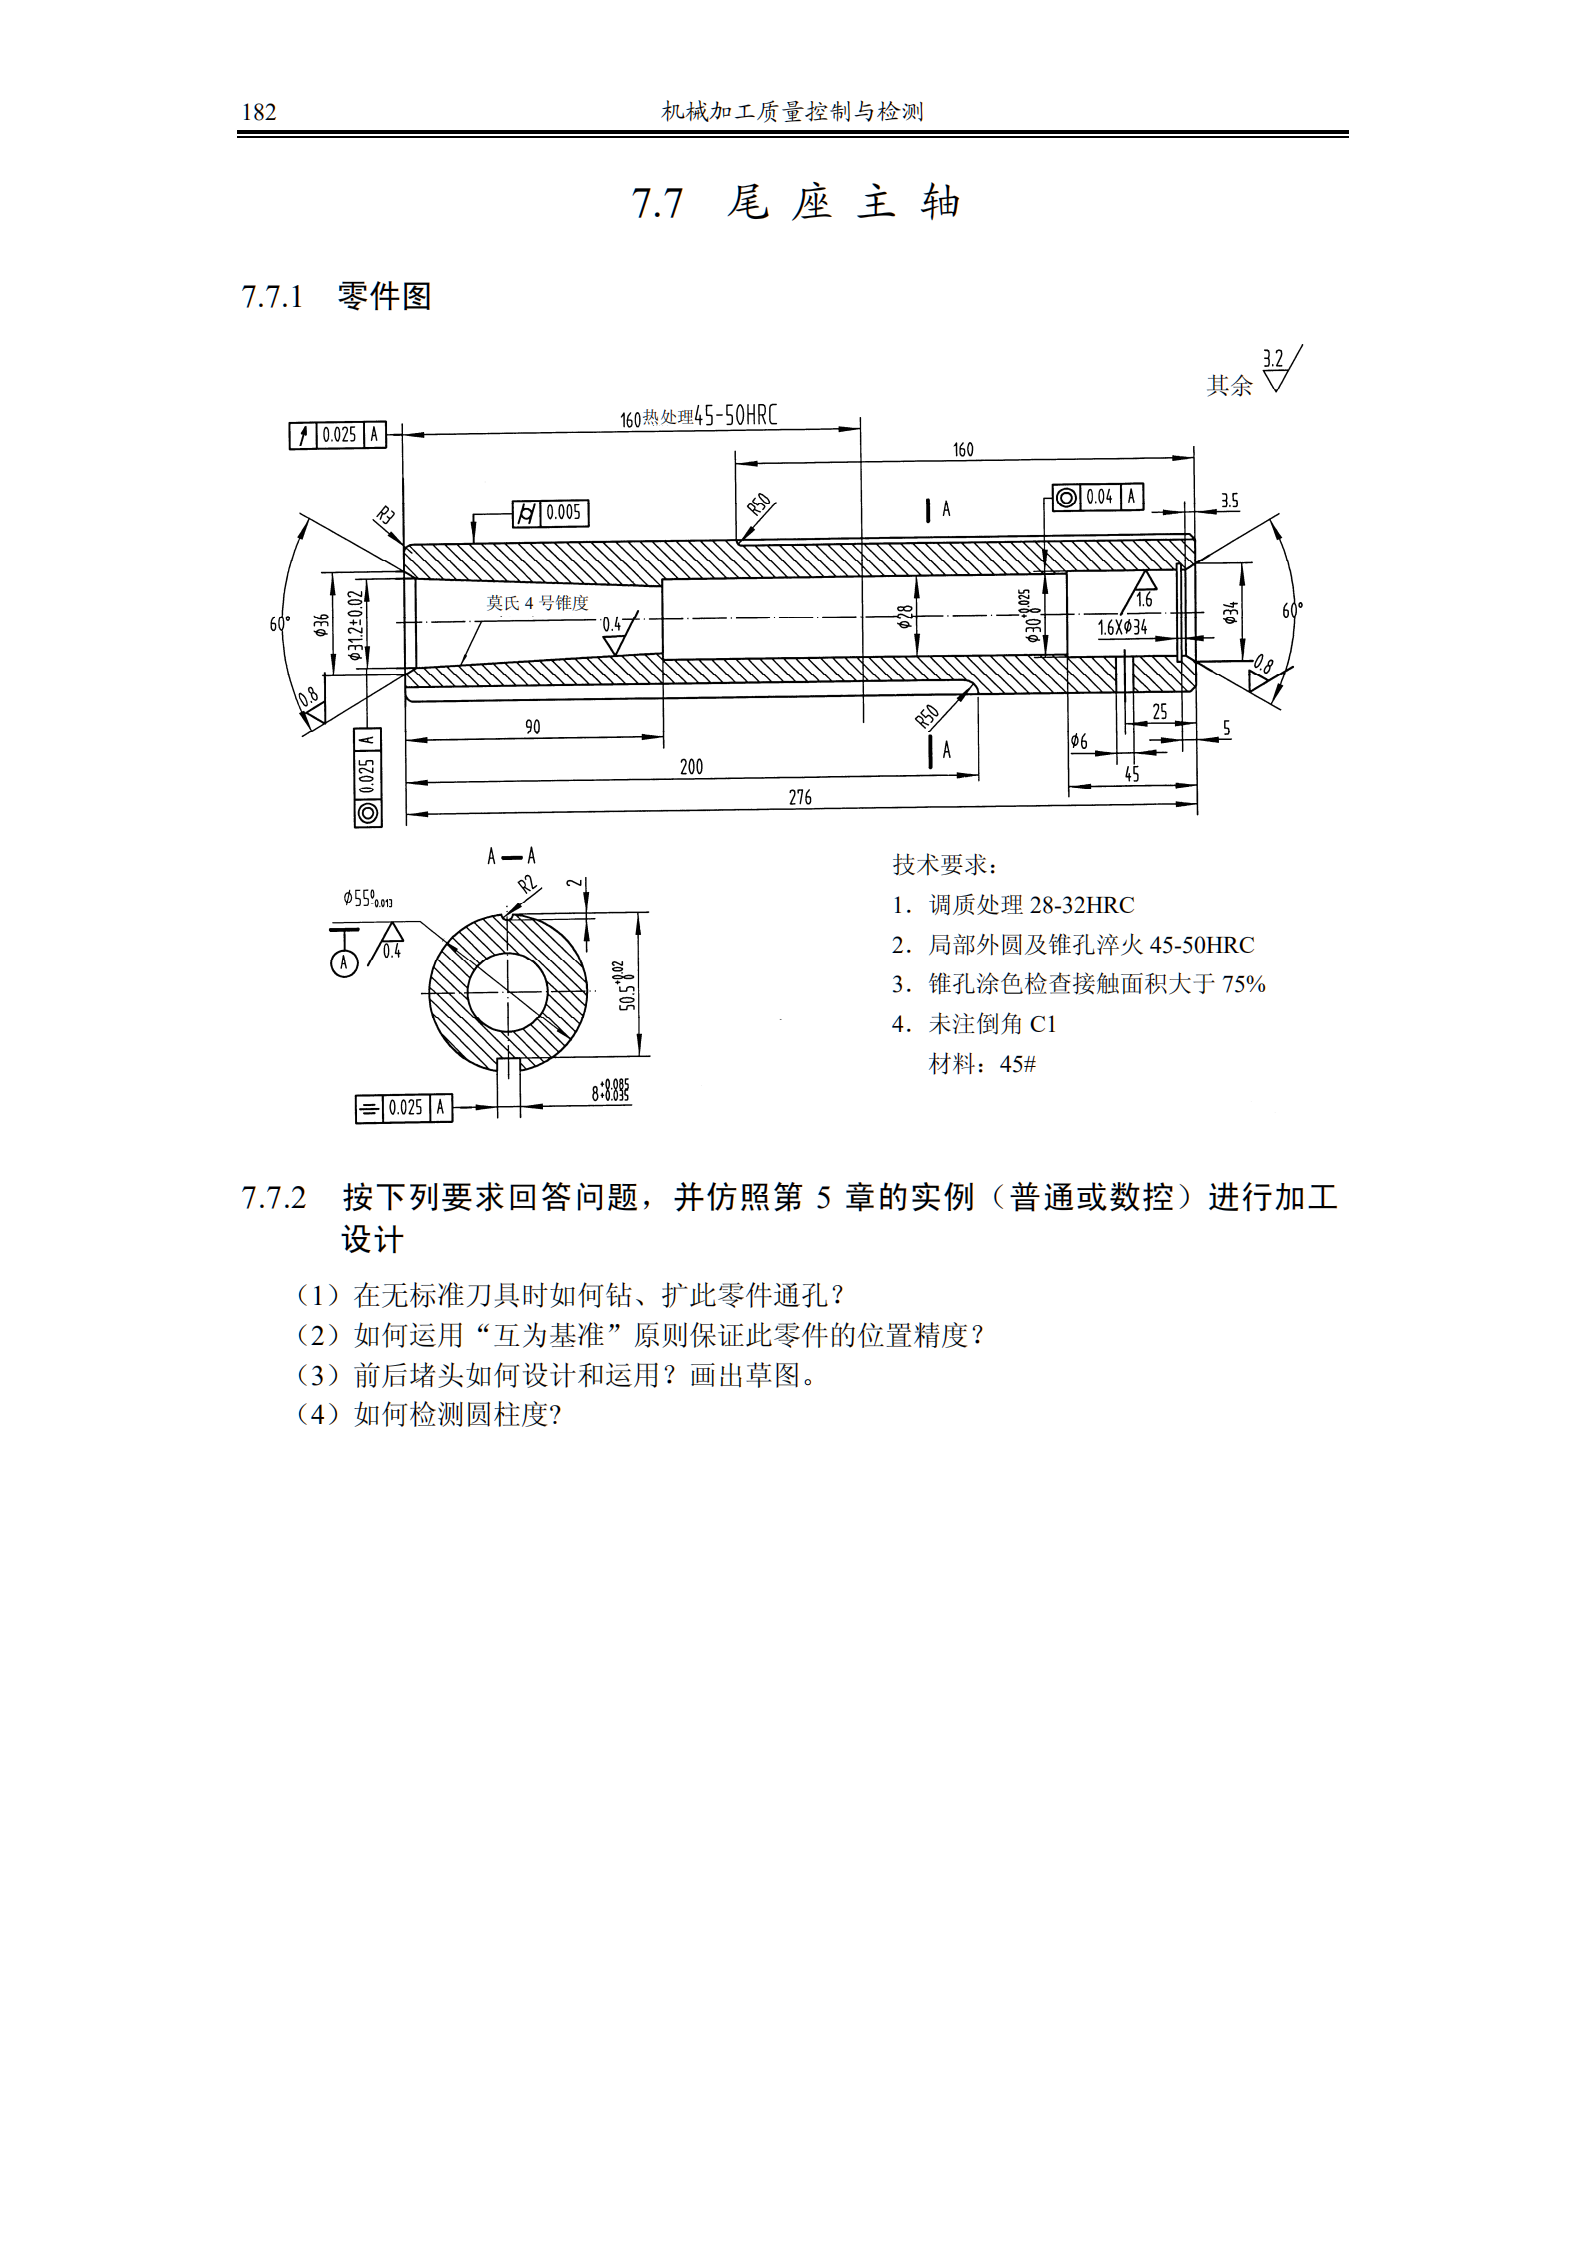 182 机械加工质量控制与检测
7.7 尾座主轴
7.7.1 零件图
其余 3.2
160热处理45-50HRC
0.025 A
160
R3
0.005
R50
A
0.04 A
3.5
60°
φ36
φ31.2±0.02
莫氏 4 号锥度
0.4
φ28
φ30 +0.025 0
1.6
1.6Xφ34
φ34
60°
0.8
0.8
90
R50
25
5
0.025 A
A
φ6
200
45
276
A—A
φ55 0 0.013
R2
2
A
0.4
50.5 +0.02 0
8 +0.085 +0.035
0.025 A
技术要求：
1．调质处理 28-32HRC
2．局部外圆及锥孔淬火 45-50HRC
3．锥孔涂色检查接触面积大于 75%
4．未注倒角 C1
材料：45#
7.7.2 按下列要求回答问题，并仿照第 5 章的实例（普通或数控）进行加工
设计
（1）在无标准刀具时如何钻、扩此零件通孔？
（2）如何运用“互为基准”原则保证此零件的位置精度？
（3）前后堵头如何设计和运用？画出草图。
（4）如何检测圆柱度?